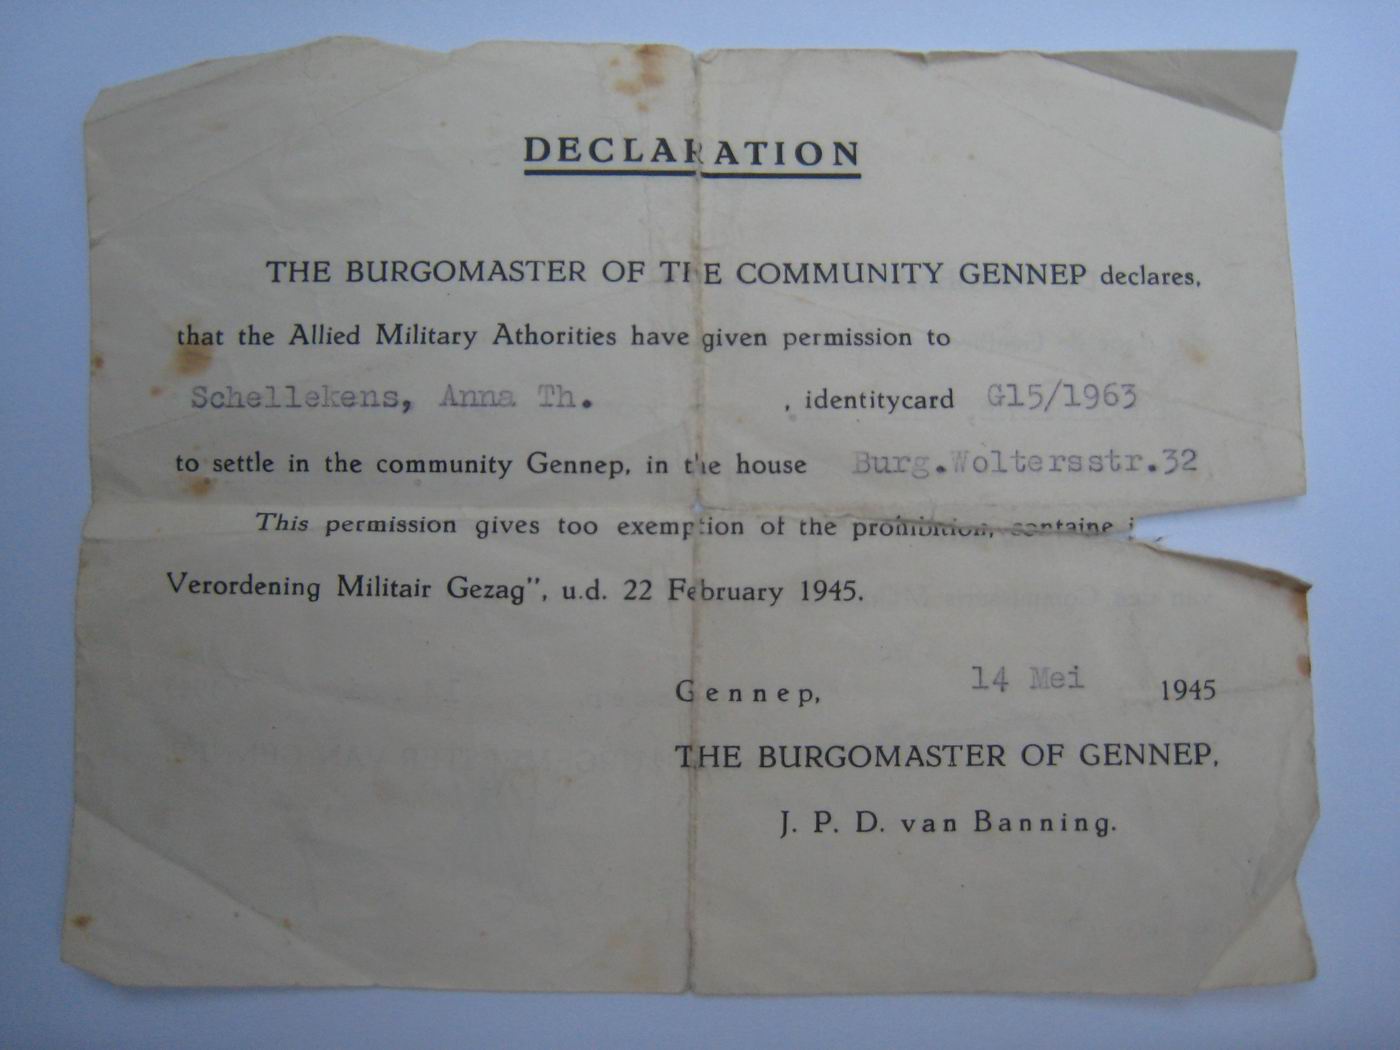 DECLARATION
THE BURGOMASTER OF THE COMMUNITY GENNEP declares,
that the Allied Military Athorities have given permission to
Schellekens, Anna Th. , identitycard G15/1963
to settle in the community Gennep, in the house Burg.Woltersstr.32
This permission gives too exemption of the prohibition,
Verordening Militair Gezag", u.d. 22 February 1945.
Gennep, 14 Mei 1945
THE BURGOMASTER OF GENNEP,
J. P. D. van Banning.